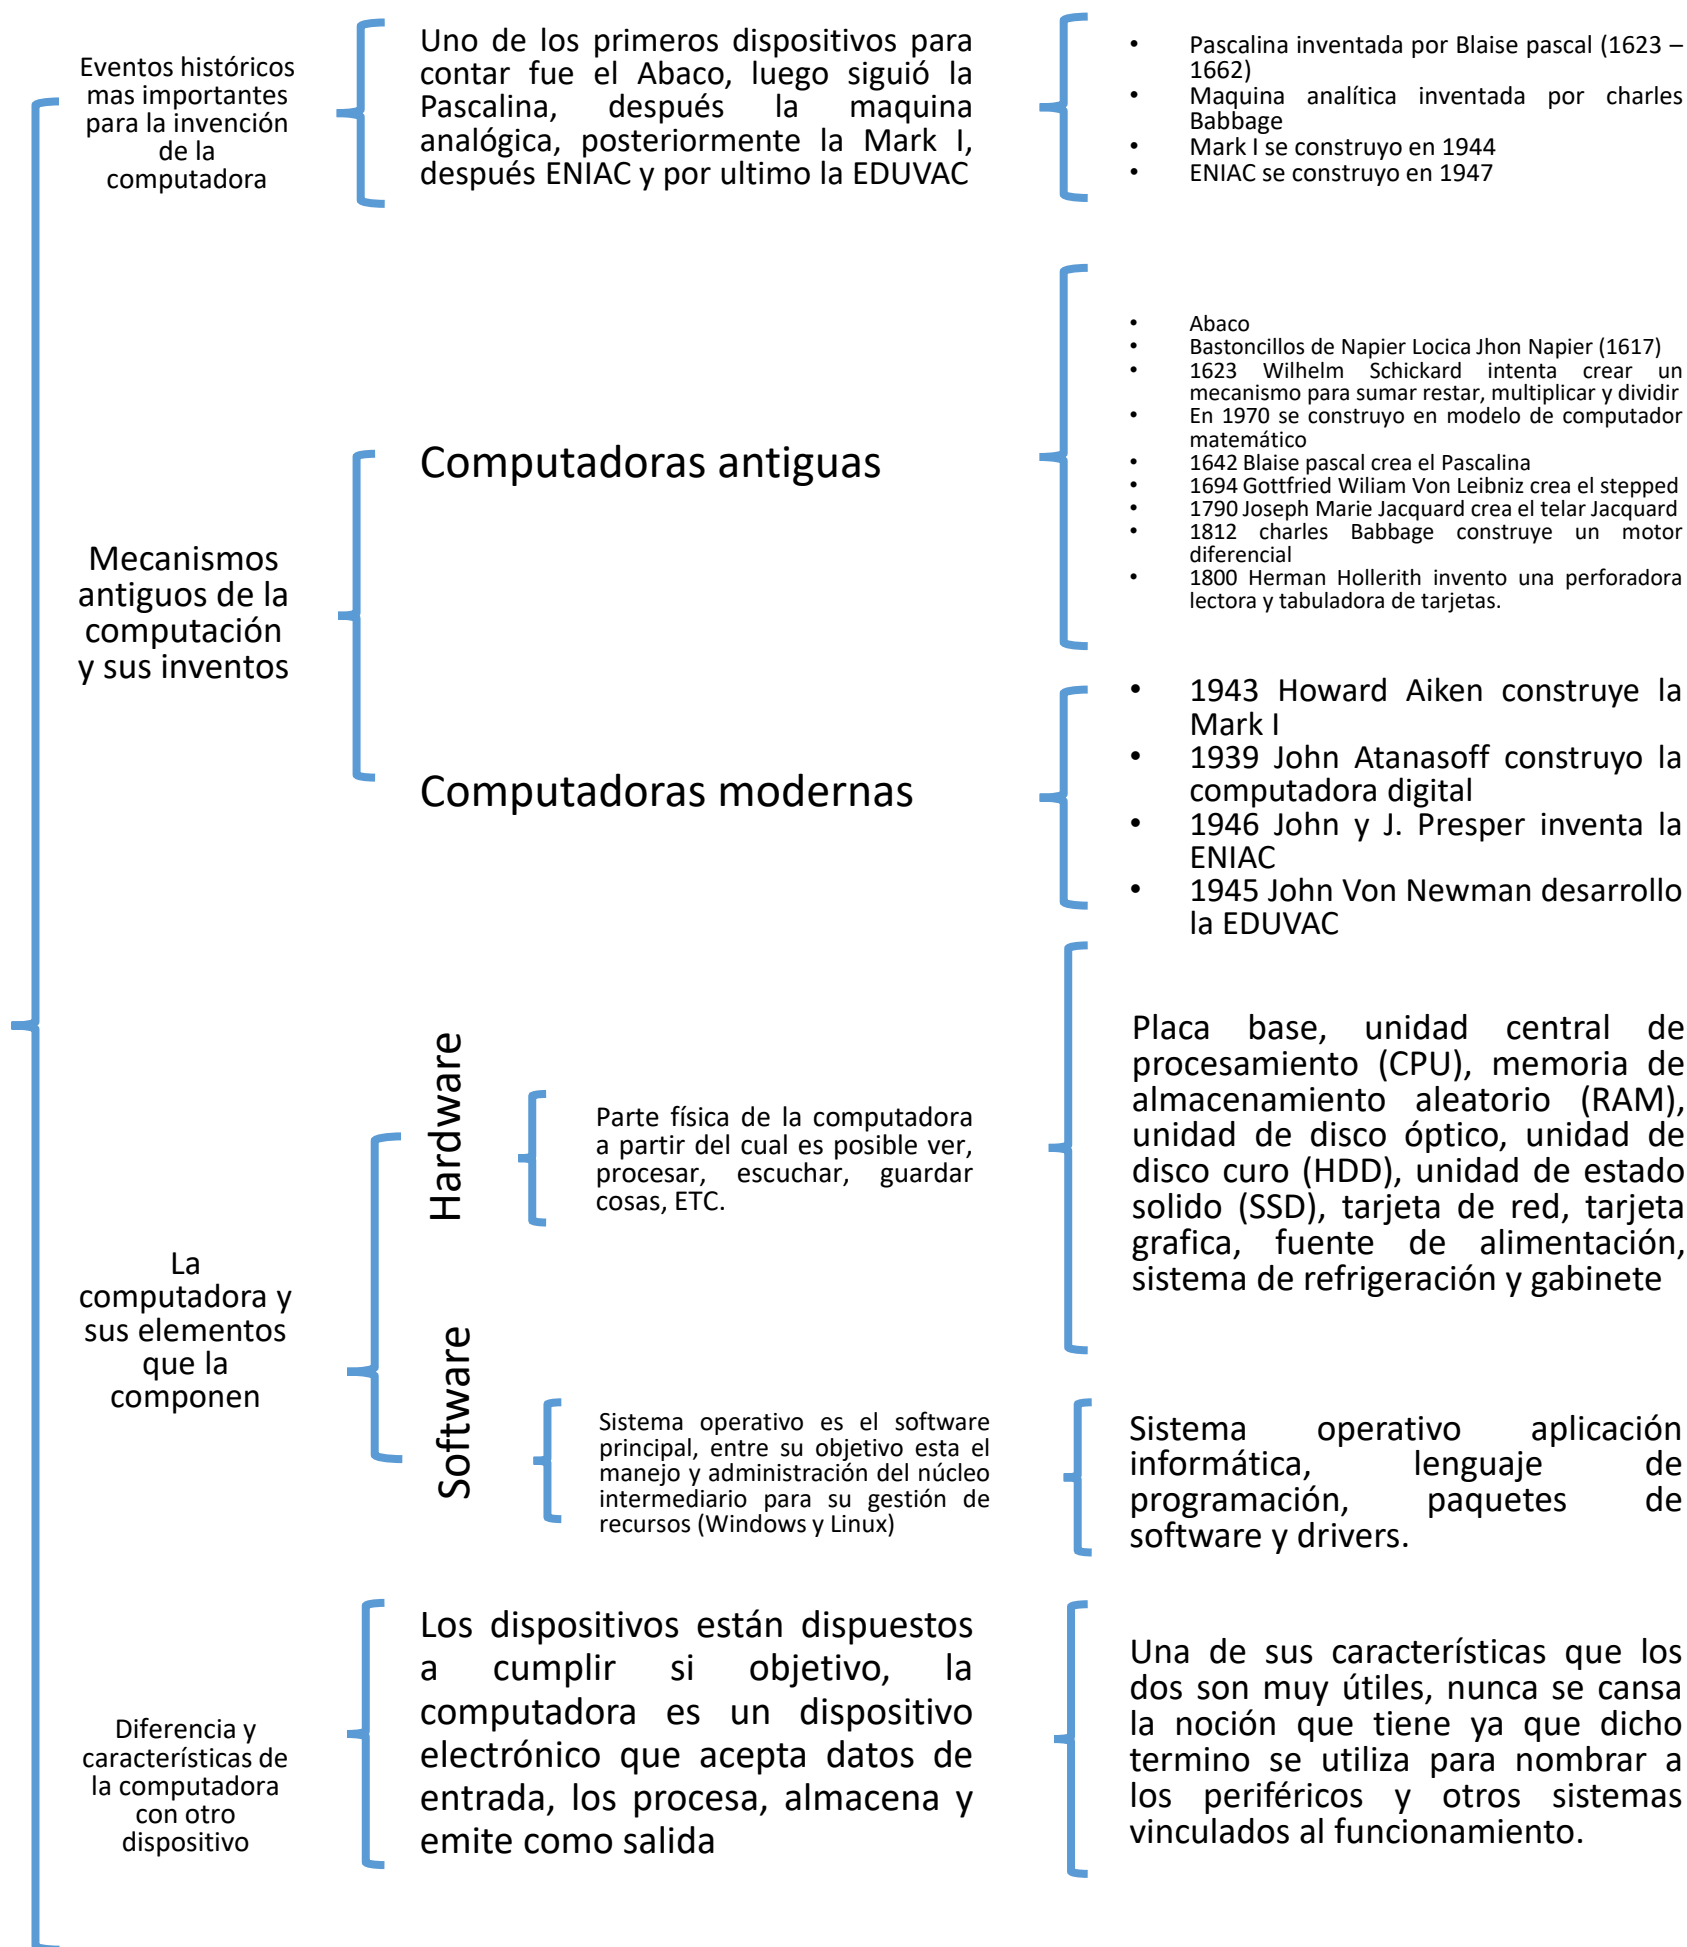 Eventos históricos
mas importantes
para la invención
de la
computadora
Uno de los primeros dispositivos para
contar fue el Abaco, luego siguió la
Pascalina, después la maquina
analógica, posteriormente la Mark I,
después ENIAC y por ultimo la EDUVAC
• Pascalina inventada por Blaise pascal (1623 –
1662)
• Maquina analítica inventada por charles
Babbage
• Mark I se construyo en 1944
• ENIAC se construyo en 1947
Mecanismos
antiguos de la
computación
y sus inventos
Computadoras antiguas
• Abaco
• Bastoncillos de Napier Locica Jhon Napier (1617)
• 1623 Wilhelm Schickard intenta crear un
mecanismo para sumar restar, multiplicar y dividir
• En 1970 se construyo en modelo de computador
matemático
• 1642 Blaise pascal crea el Pascalina
• 1694 Gottfried Wiliam Von Leibniz crea el stepped
• 1790 Joseph Marie Jacquard crea el telar Jacquard
• 1812 charles Babbage construye un motor
diferencial
• 1800 Herman Hollerith invento una perforadora
lectora y tabuladora de tarjetas.
Computadoras modernas
• 1943 Howard Aiken construye la
Mark I
• 1939 John Atanasoff construyo la
computadora digital
• 1946 John y J. Presper inventa la
ENIAC
• 1945 John Von Newman desarrollo
la EDUVAC
La
computadora y
sus elementos
que la
componen
Hardware
Parte física de la computadora
a partir del cual es posible ver,
procesar, escuchar, guardar
cosas, ETC.
Placa base, unidad central de
procesamiento (CPU), memoria de
almacenamiento aleatorio (RAM),
unidad de disco óptico, unidad de
disco curo (HDD), unidad de estado
solido (SSD), tarjeta de red, tarjeta
grafica, fuente de alimentación,
sistema de refrigeración y gabinete
Software
Sistema operativo es el software
principal, entre su objetivo esta el
manejo y administración del núcleo
intermediario para su gestión de
recursos (Windows y Linux)
Sistema operativo aplicación
informática, lenguaje de
programación, paquetes de
software y drivers.
Diferencia y
características de
la computadora
con otro
dispositivo
Los dispositivos están dispuestos
a cumplir si objetivo, la
computadora es un dispositivo
electrónico que acepta datos de
entrada, los procesa, almacena y
emite como salida
Una de sus características que los
dos son muy útiles, nunca se cansa
la noción que tiene ya que dicho
termino se utiliza para nombrar a
los periféricos y otros sistemas
vinculados al funcionamiento.